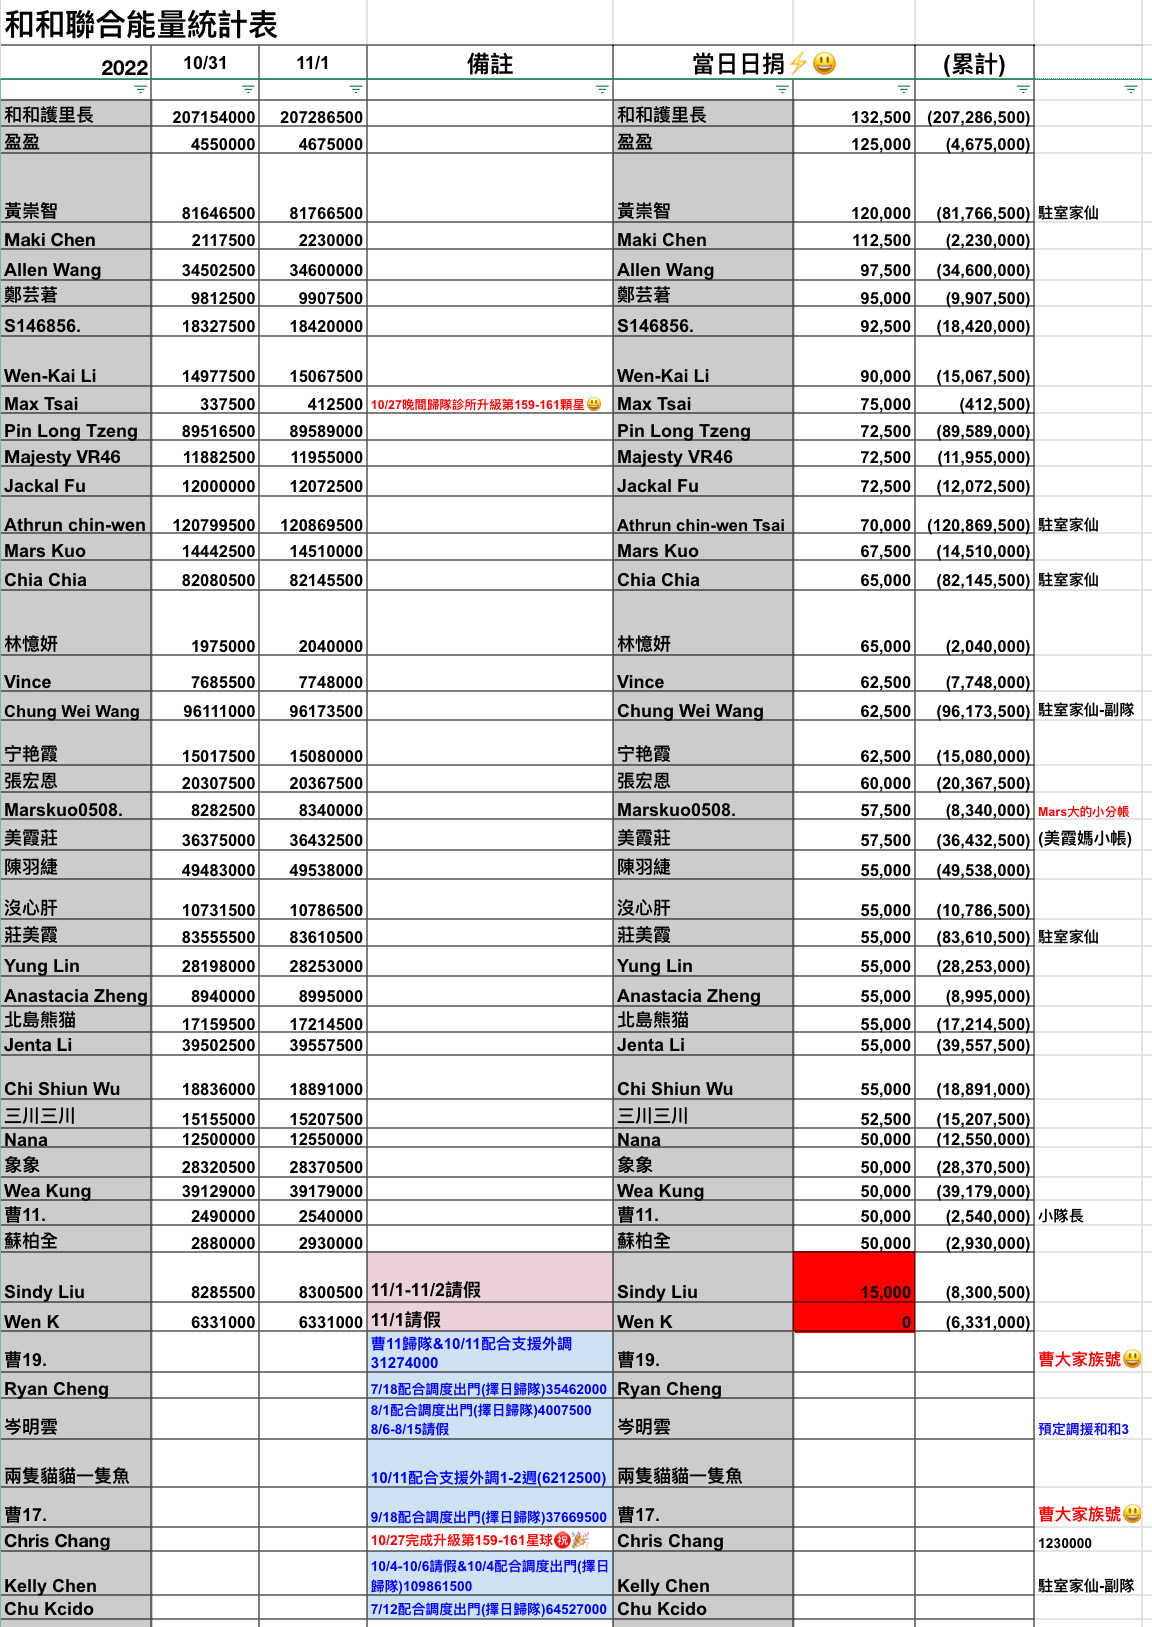 和和聯合能量統計表
2022 10/31 11/1 備註 當日日捐⚡😃 (累計)
和和護里長 207154000 207286500 和和護里長 132,500 (207,286,500)
盈盈 4550000 4675000 盈盈 125,000 (4,675,000)
黃崇智 81646500 81766500 黃崇智 120,000 (81,766,500) 駐室家仙
Maki Chen 2117500 2230000 Maki Chen 112,500 (2,230,000)
Allen Wang 34502500 34600000 Allen Wang 97,500 (34,600,000)
鄭芸著 9812500 9907500 鄭芸著 95,000 (9,907,500)
S146856. 18327500 18420000 S146856. 92,500 (18,420,000)
Wen-Kai Li 14977500 15067500 Wen-Kai Li 90,000 (15,067,500)
Max Tsai 337500 412500 10/27晚間歸隊診所升級第159-161顆星😃 Max Tsai 75,000 (412,500)
Pin Long Tzeng 89516500 89589000 Pin Long Tzeng 72,500 (89,589,000)
Majesty VR46 11882500 11955000 Majesty VR46 72,500 (11,955,000)
Jackal Fu 12000000 12072500 Jackal Fu 72,500 (12,072,500)
Athrun chin-wen 120799500 120869500 Athrun chin-wen Tsai 70,000 (120,869,500) 駐室家仙
Mars Kuo 14442500 14510000 Mars Kuo 67,500 (14,510,000)
Chia Chia 82080500 82145500 Chia Chia 65,000 (82,145,500) 駐室家仙
林憶妍 1975000 2040000 林憶妍 65,000 (2,040,000)
Vince 7685500 7748000 Vince 62,500 (7,748,000)
Chung Wei Wang 96111000 96173500 Chung Wei Wang 62,500 (96,173,500) 駐室家仙-副隊
宁艳霞 15017500 15080000 宁艳霞 62,500 (15,080,000)
張宏恩 20307500 20367500 張宏恩 60,000 (20,367,500)
Marskuo0508. 8282500 8340000 Marskuo0508. 57,500 (8,340,000) Mars大的小分帳
美霞莊 36375000 36432500 美霞莊 57,500 (36,432,500) (美霞媽小帳)
陳羽緁 49483000 49538000 陳羽緁 55,000 (49,538,000)
沒心肝 10731500 10786500 沒心肝 55,000 (10,786,500)
莊美霞 83555500 83610500 莊美霞 55,000 (83,610,500) 駐室家仙
Yung Lin 28198000 28253000 Yung Lin 55,000 (28,253,000)
Anastacia Zheng 8940000 8995000 Anastacia Zheng 55,000 (8,995,000)
北島熊猫 17159500 17214500 北島熊猫 55,000 (17,214,500)
Jenta Li 39502500 39557500 Jenta Li 55,000 (39,557,500)
Chi Shiun Wu 18836000 18891000 Chi Shiun Wu 55,000 (18,891,000)
三川三川 15155000 15207500 三川三川 52,500 (15,207,500)
Nana 12500000 12550000 Nana 50,000 (12,550,000)
象象 28320500 28370500 象象 50,000 (28,370,500)
Wea Kung 39129000 39179000 Wea Kung 50,000 (39,179,000)
曹11. 2490000 2540000 曹11. 50,000 (2,540,000) 小隊長
蘇柏全 2880000 2930000 蘇柏全 50,000 (2,930,000)
Sindy Liu 8285500 8300500 11/1-11/2請假 Sindy Liu 15,000 (8,300,500)
Wen K 6331000 6331000 11/1請假 Wen K 0 (6,331,000)
曹11歸隊&10/11配合支援外調
曹19. 31274000 曹19. 曹大家族號😃
Ryan Cheng 7/18配合調度出門(擇日歸隊)35462000 Ryan Cheng
8/1配合調度出門(擇日歸隊)4007500
岑明雲 8/6-8/15請假 岑明雲 預定調援和和3
兩隻貓貓一隻魚 10/11配合支援外調1-2週(6212500) 兩隻貓貓一隻魚
曹17. 9/18配合調度出門(擇日歸隊)37669500 曹17. 曹大家族號😃
Chris Chang 10/27完成升級第159-161星球㊗️🎉 Chris Chang 1230000
10/4-10/6請假&10/4配合調度出門(擇日
Kelly Chen 歸隊)109861500 Kelly Chen 駐室家仙-副隊
Chu Kcido 7/12配合調度出門(擇日歸隊)64527000 Chu Kcido